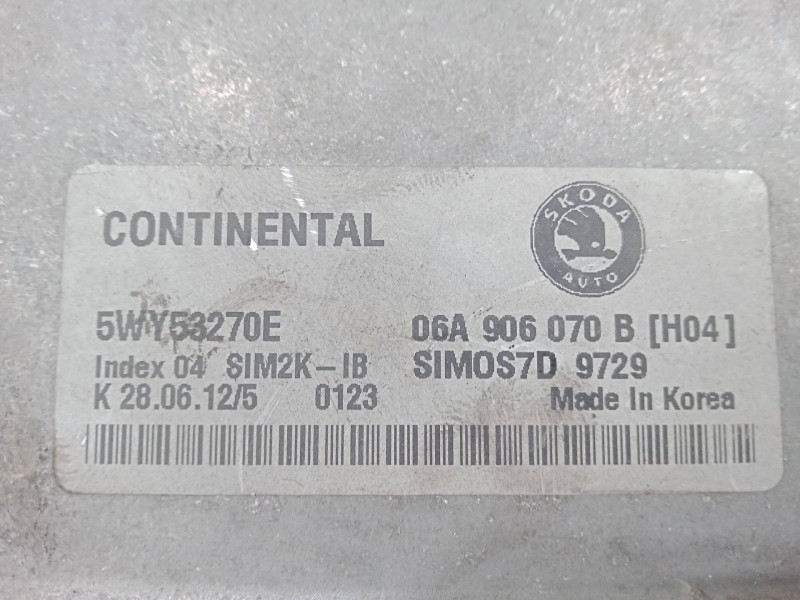 CONTINENTAL
SKODA
AUTO
5WY53270E 06A 906 070 B [H04]
Index 04 SIM2K-IB SIMOS7D 9729
K 28.06.12/5 0123 Made In Korea